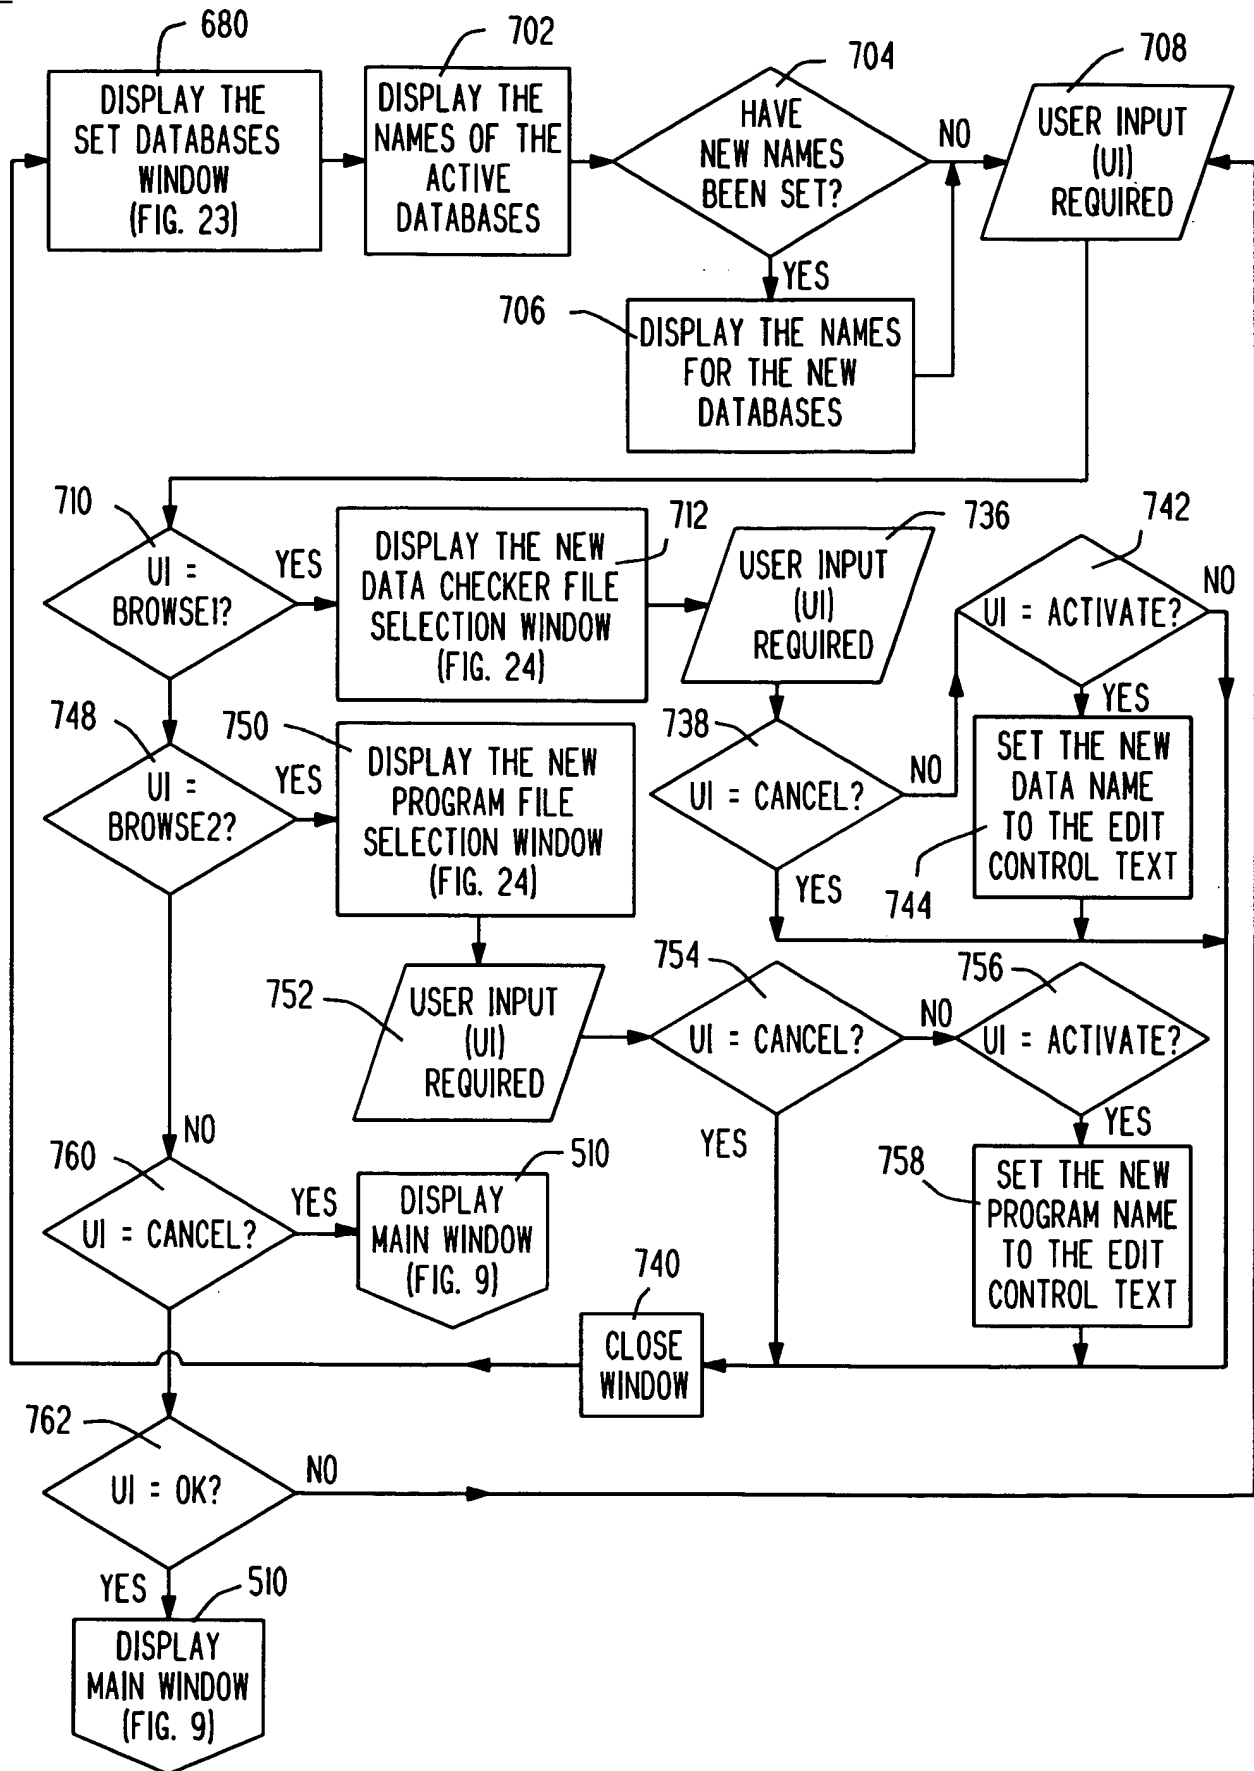 680
DISPLAY THE
SET DATABASES
WINDOW
(FIG. 23)
702
DISPLAY THE
NAMES OF THE
ACTIVE
DATABASES
704
HAVE
NEW NAMES
BEEN SET?
NO
YES
708
USER INPUT
(UI)
REQUIRED
706
DISPLAY THE NAMES
FOR THE NEW
DATABASES
710
UI =
BROWSE1?
YES
712
DISPLAY THE NEW
DATA CHECKER FILE
SELECTION WINDOW
(FIG. 24)
736
USER INPUT
(UI)
REQUIRED
742
UI = ACTIVATE?
NO
YES
738
UI = CANCEL?
NO
YES
SET THE NEW
DATA NAME
TO THE EDIT
CONTROL TEXT
744
748
UI =
BROWSE2?
YES
750
DISPLAY THE NEW
PROGRAM FILE
SELECTION WINDOW
(FIG. 24)
752
USER INPUT
(UI)
REQUIRED
754
UI = CANCEL?
NO
YES
756
UI = ACTIVATE?
YES
758
SET THE NEW
PROGRAM NAME
TO THE EDIT
CONTROL TEXT
NO
760
UI = CANCEL?
YES
510
DISPLAY
MAIN WINDOW
(FIG. 9)
740
CLOSE
WINDOW
762
UI = OK?
NO
YES
510
DISPLAY
MAIN WINDOW
(FIG. 9)